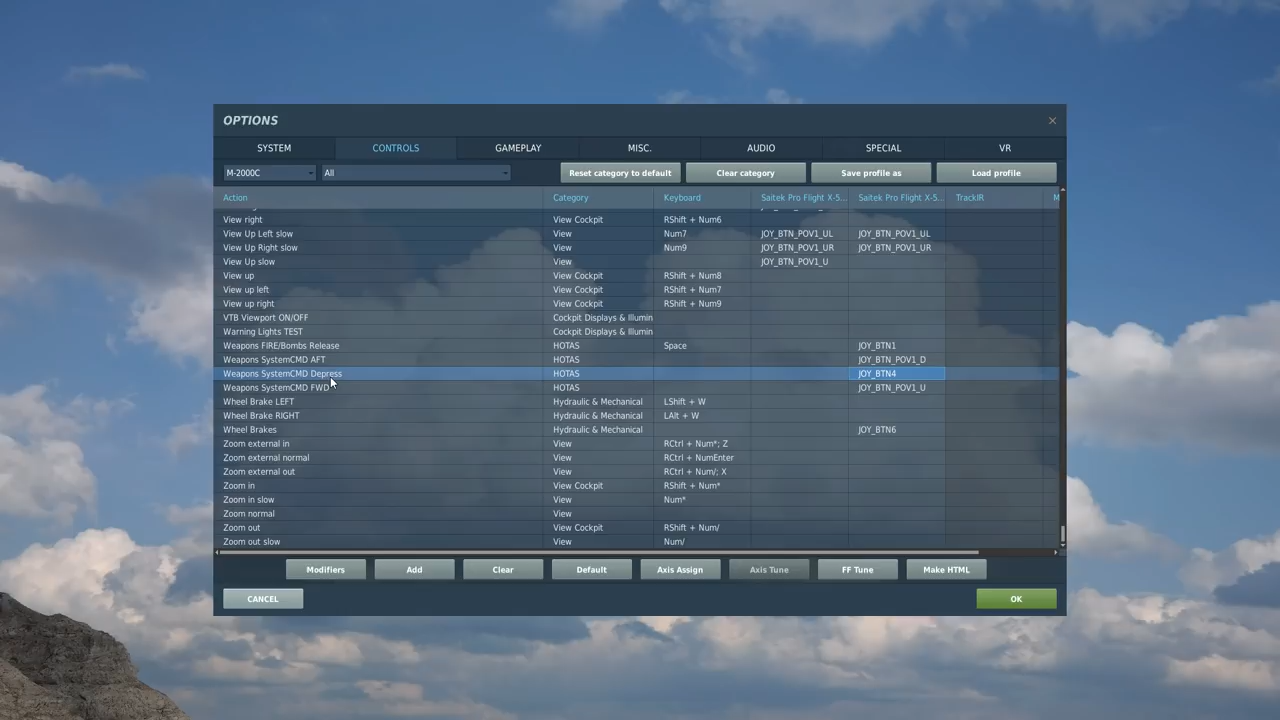 OPTIONS ×
SYSTEM CONTROLS GAMEPLAY MISC. AUDIO SPECIAL VR
M-2000C All Reset category to default Clear category Save profile as Load profile
Action Category Keyboard Saitek Pro Flight X-5... Saitek Pro Flight X-5... TrackIR M
View right View Cockpit RShift + Num6
View Up Left slow View Num7 JOY_BTN_POV1_UL JOY_BTN_POV1_UL
View Up Right slow View Num9 JOY_BTN_POV1_UR JOY_BTN_POV1_UR
View Up slow View JOY_BTN_POV1_U
View up View Cockpit RShift + Num8
View up left View Cockpit RShift + Num7
View up right View Cockpit RShift + Num9
VTB Viewport ON/OFF Cockpit Displays & Illumin
Warning Lights TEST Cockpit Displays & Illumin
Weapons FIRE/Bombs Release HOTAS Space JOY_BTN1
Weapons SystemCMD AFT HOTAS JOY_BTN_POV1_D
Weapons SystemCMD Depress HOTAS JOY_BTN4
Weapons SystemCMD FWD HOTAS JOY_BTN_POV1_U
Wheel Brake LEFT Hydraulic & Mechanical LShift + W
Wheel Brake RIGHT Hydraulic & Mechanical LAlt + W
Wheel Brakes Hydraulic & Mechanical JOY_BTN6
Zoom external in View RCtrl + Num*; Z
Zoom external normal View RCtrl + NumEnter
Zoom external out View RCtrl + Num/; X
Zoom in View Cockpit RShift + Num*
Zoom in slow View Num*
Zoom normal View
Zoom out View Cockpit RShift + Num/
Zoom out slow View Num/
Modifiers Add Clear Default Axis Assign Axis Tune FF Tune Make HTML
CANCEL OK